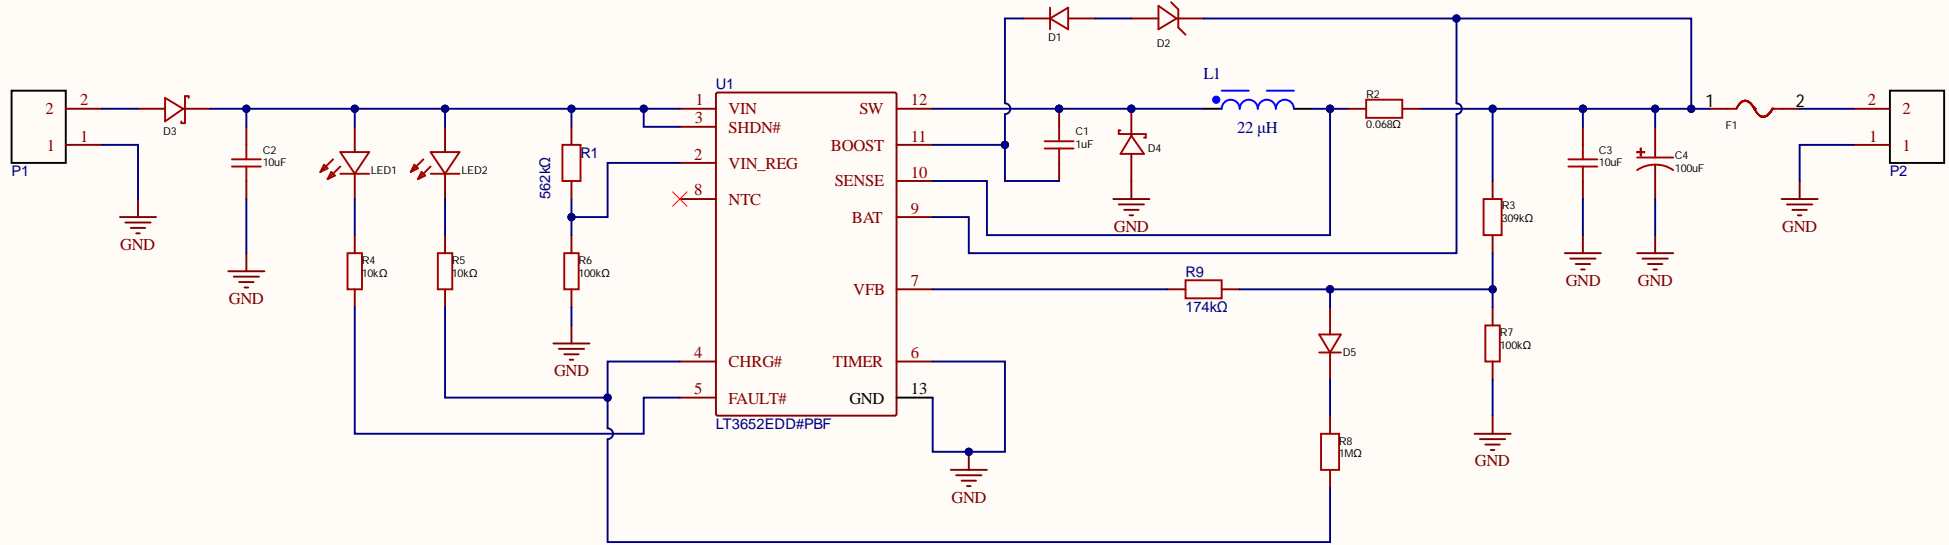 D1
D2
L1
22 µH
R2
0.068Ω
P1
2
1
2
1
D3
GND
C2
10uF
GND
LED1
LED2
R4
10kΩ
R5
10kΩ
R1
562kΩ
R6
100kΩ
GND
U1
1
VIN
3
SHDN#
2
VIN_REG
8
NTC
4
CHRG#
5
FAULT#
SW
12
BOOST
11
SENSE
10
BAT
9
VFB
7
TIMER
6
GND
13
LT3652EDD#PBF
GND
C1
1uF
D4
GND
R9
174kΩ
D5
R8
1MΩ
R3
309kΩ
R7
100kΩ
GND
C3
10uF
GND
C4
100uF
GND
1
2
F1
2
1
2
1
P2
GND